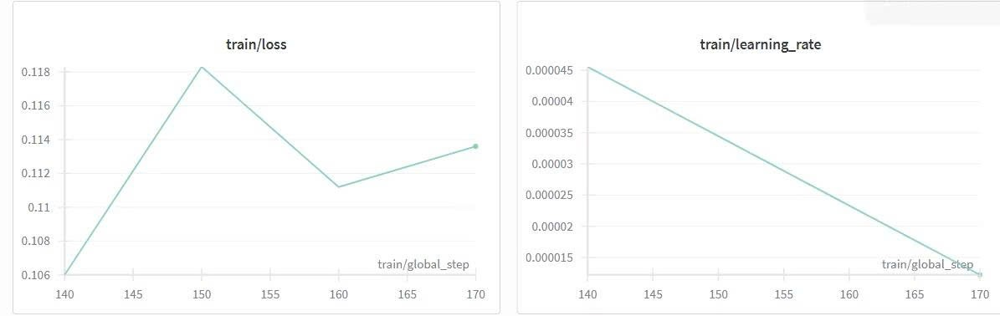 train/loss
0.118
0.116
0.114
0.112
0.11
0.108
0.106
train/global_step
140 145 150 155 160 165 170
train/learning_rate
0.000045
0.00004
0.000035
0.00003
0.000025
0.00002
0.000015
train/global_step
140 145 150 155 160 165 170